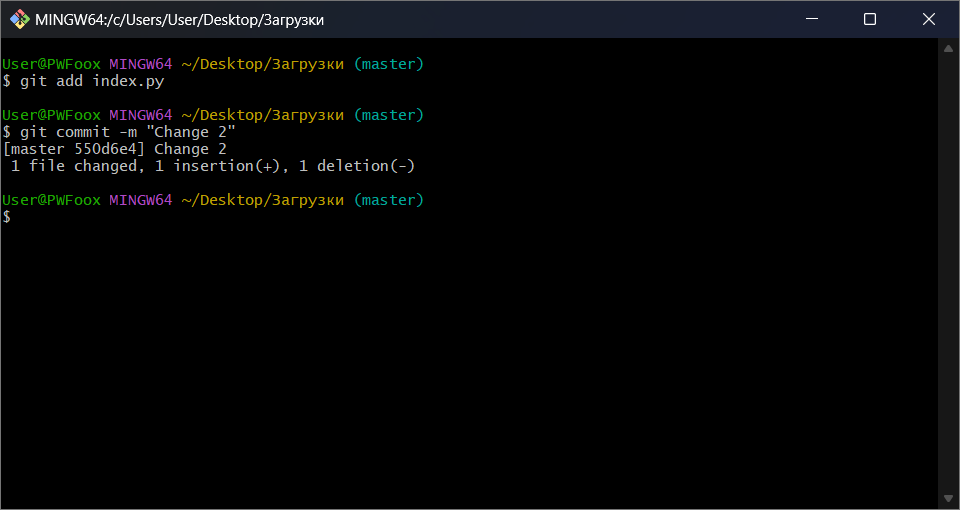 MINGW64:/c/Users/User/Desktop/Загрузки
User@PWFoox MINGW64 ~/Desktop/Загрузки (master)
$ git add index.py
User@PWFoox MINGW64 ~/Desktop/Загрузки (master)
$ git commit -m "Change 2"
[master 550d6e4] Change 2
 1 file changed, 1 insertion(+), 1 deletion(-)
User@PWFoox MINGW64 ~/Desktop/Загрузки (master)
$